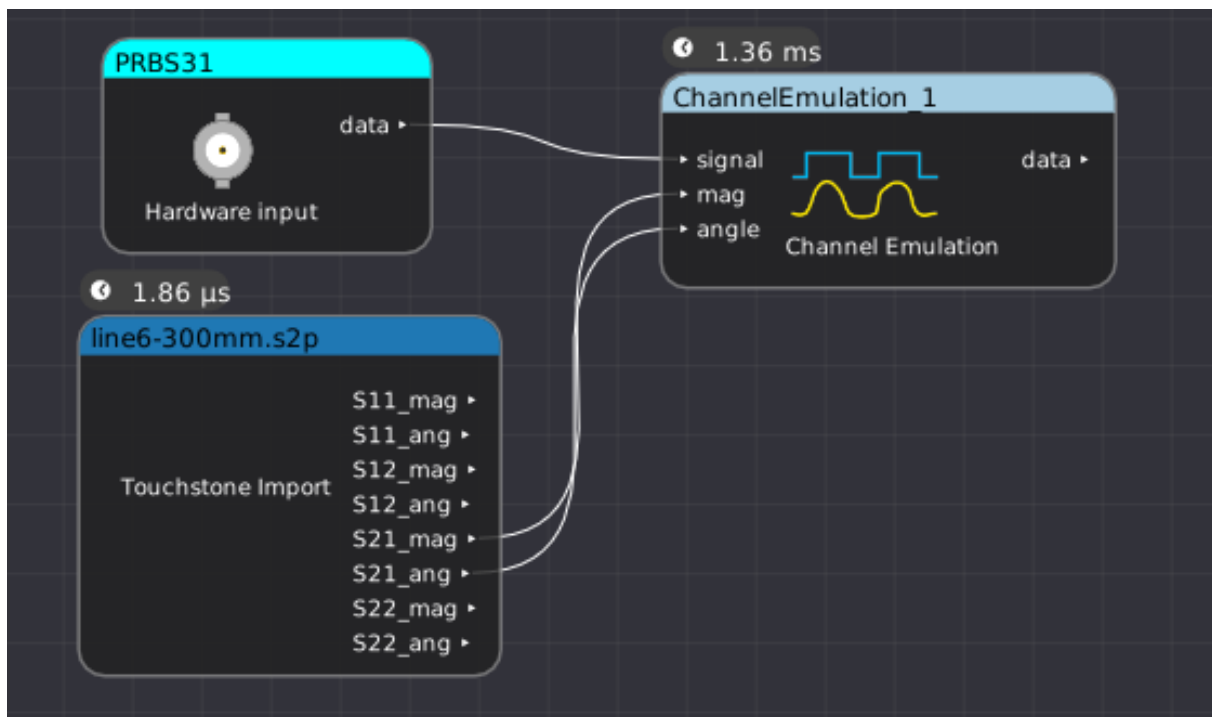 PRBS31
data
Hardware input
1.36 ms
ChannelEmulation_1
signal
data
mag
angle
Channel Emulation
1.86 µs
line6-300mm.s2p
S11_mag
S11_ang
S12_mag
Touchstone Import
S12_ang
S21_mag
S21_ang
S22_mag
S22_ang